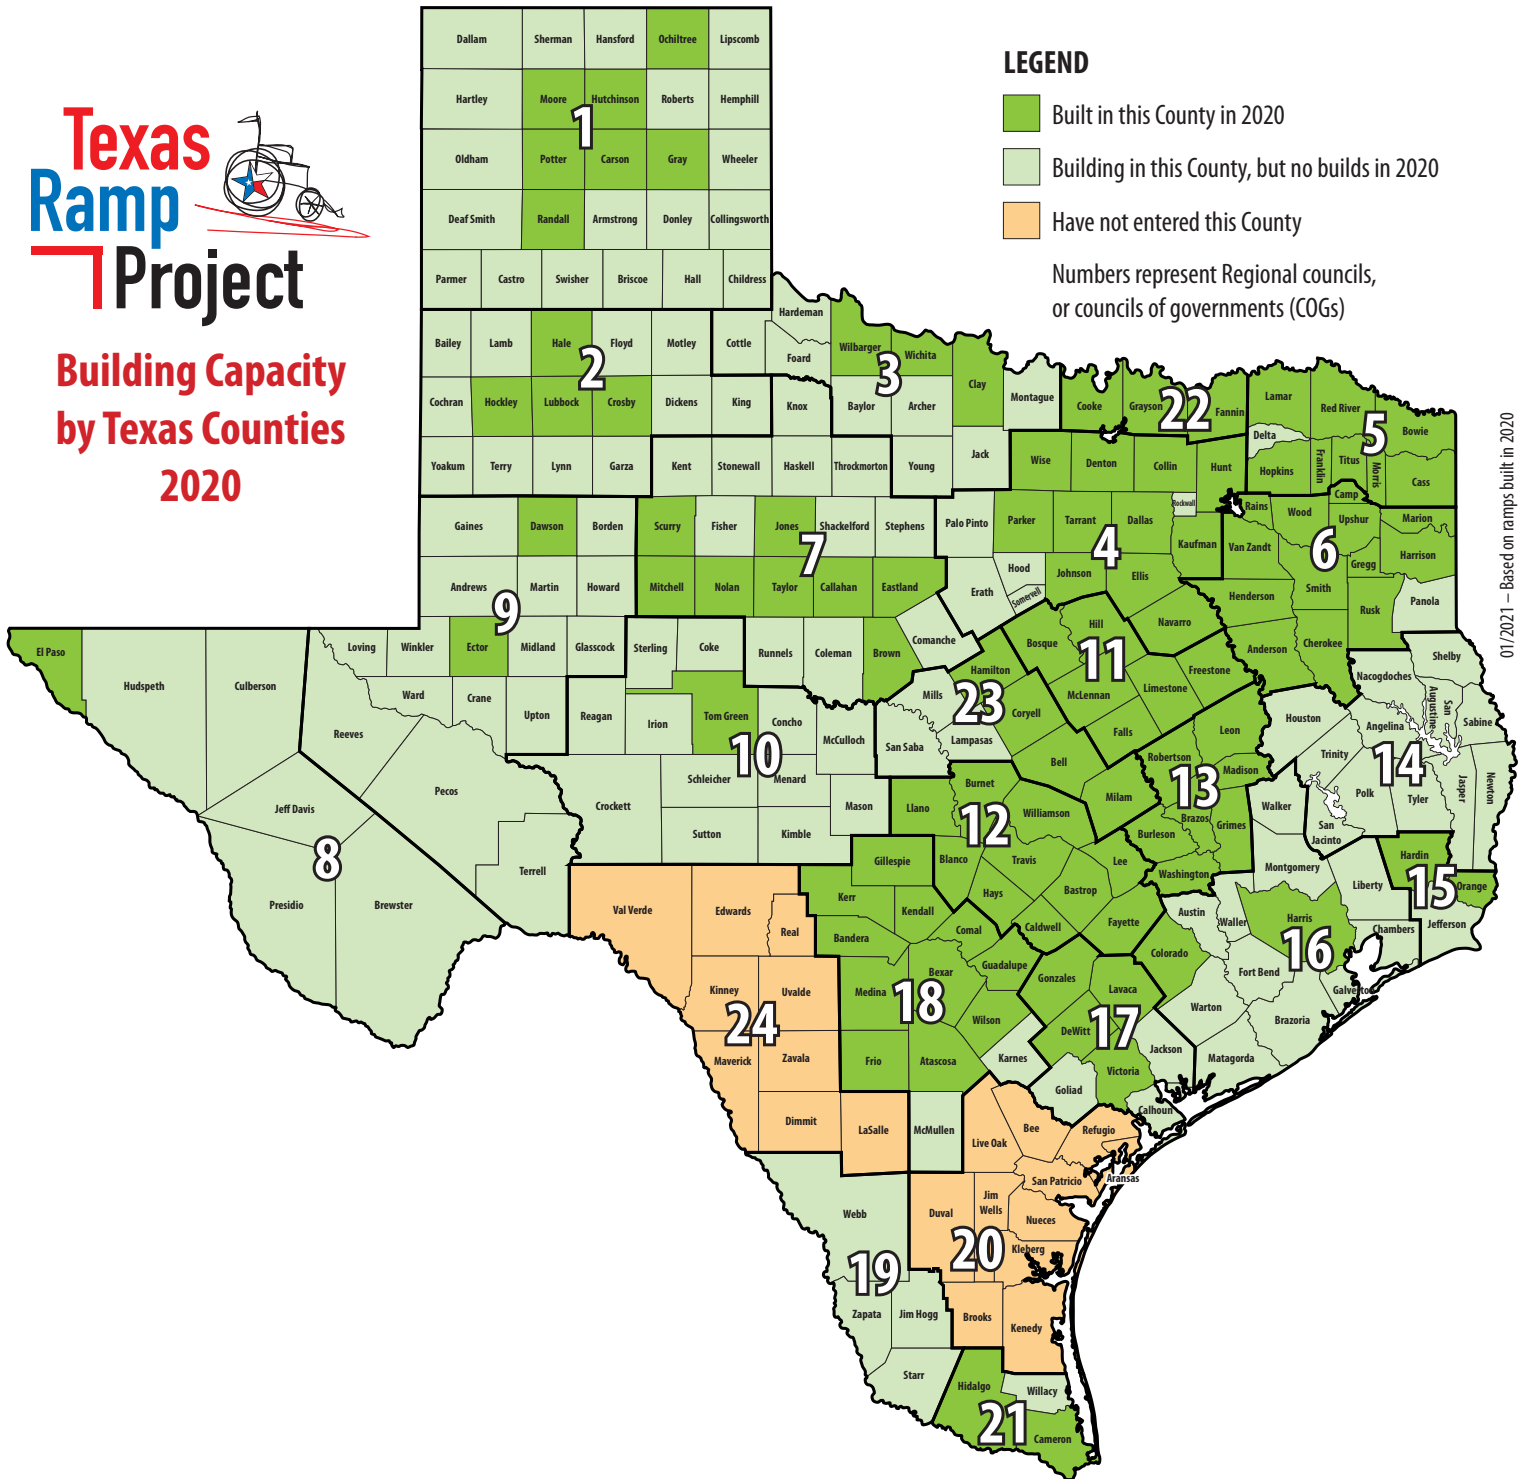 Texas
Ramp
Project
Building Capacity
by Texas Counties
2020
LEGEND
Built in this County in 2020
Building in this County, but no builds in 2020
Have not entered this County
Numbers represent Regional councils,
or councils of governments (COGs)
01/2021 – Based on ramps built in 2020
Dallam Sherman Hansford Ochiltree Lipscomb
Hartley Moore Hutchinson Roberts Hemphill
1
Oldham Potter Carson Gray Wheeler
Deaf Smith Randall Armstrong Donley Collingsworth
Parmer Castro Swisher Briscoe Hall Childress
Bailey Lamb Hale Floyd Motley Cottle Hardeman Foard
2
Cochran Hockley Lubbock Crosby Dickens King
Yoakum Terry Lynn Garza
Wilbarger Wichita Clay Montague
3
Knox Baylor Archer
Kent Stonewall Haskell Throckmorton Young Jack
Cooke Grayson Fannin
22
Lamar Red River Bowie
5
Delta Hopkins Franklin Titus Morris Cass
Camp
Wise Denton Collin Hunt
Palo Pinto Parker Tarrant Dallas Rockwall Kaufman
4
Hood Johnson Ellis
Erath Somervell Navarro
Rains Wood Upshur Marion
Van Zandt Gregg Harrison
6
Henderson Smith Rusk Panola
Anderson Cherokee
Gaines Dawson Borden
Andrews Martin Howard
9
Loving Winkler Ector Midland Glasscock
Ward Crane Upton
Reeves Pecos Terrell
Scurry Fisher Jones Shackelford Stephens
7
Mitchell Nolan Taylor Callahan Eastland
Runnels Coleman Brown Comanche
El Paso Hudspeth Culberson
Jeff Davis
8
Presidio Brewster
Sterling Coke
Reagan Irion Tom Green Concho McCulloch
10
Crockett Schleicher Menard Mason
Sutton Kimble
Hamilton
Mills
23
Coryell
San Saba Lampasas
Bell
Milam
Bosque Hill
11
McLennan Limestone Freestone
Falls
Leon
Robertson Madison
13
Brazos Grimes
Burleson
Washington
Shelby
Nacogdoches
San
Augustine
Sabine
Houston Angelina
Trinity
14
Polk Tyler Jasper Newton
San
Jacinto
Hardin
15
Orange
Jefferson
Llano Burnet Williamson
12
Blanco Travis Lee
Hays Bastrop
Caldwell Fayette
Walker
Montgomery Liberty
Austin Waller Harris Chambers
16
Colorado Fort Bend Galveston
Warton Brazoria
Matagorda
Gillespie
Kerr Kendall
Bandera Comal
Bexar Guadalupe
Medina
18
Wilson
Frio Atascosa Karnes
McMullen
Gonzales Lavaca
DeWitt
17
Jackson
Victoria
Goliad
Calhoun
Val Verde Edwards Real
Kinney Uvalde
24
Maverick Zavala
Dimmit LaSalle
Live Oak Bee Refugio
San Patricio Aransas
Duval Jim
Wells
Nueces
20
Kleberg
Brooks Kenedy
Webb
19
Zapata Jim Hogg
Starr
Hidalgo Willacy
21
Cameron